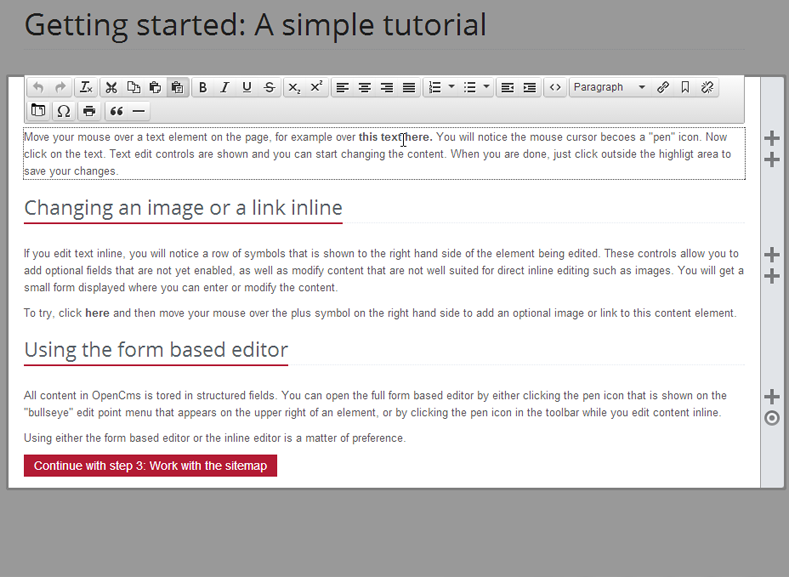 Getting started: A simple tutorial
Paragraph
Move your mouse over a text element on the page, for example over this text here. You will notice the mouse cursor becoes a "pen" icon. Now
click on the text. Text edit controls are shown and you can start changing the content. When you are done, just click outside the highligt area to
save your changes.
Changing an image or a link inline
If you edit text inline, you will notice a row of symbols that is shown to the right hand side of the element being edited. These controls allow you to
add optional fields that are not yet enabled, as well as modify content that are not well suited for direct inline editing such as images. You will get a
small form displayed where you can enter or modify the content.
To try, click here and then move your mouse over the plus symbol on the right hand side to add an optional image or link to this content element.
Using the form based editor
All content in OpenCms is tored in structured fields. You can open the full form based editor by either clicking the pen icon that is shown on the
"bullseye" edit point menu that appears on the upper right of an element, or by clicking the pen icon in the toolbar while you edit content inline.
Using either the form based editor or the inline editor is a matter of preference.
Continue with step 3: Work with the sitemap